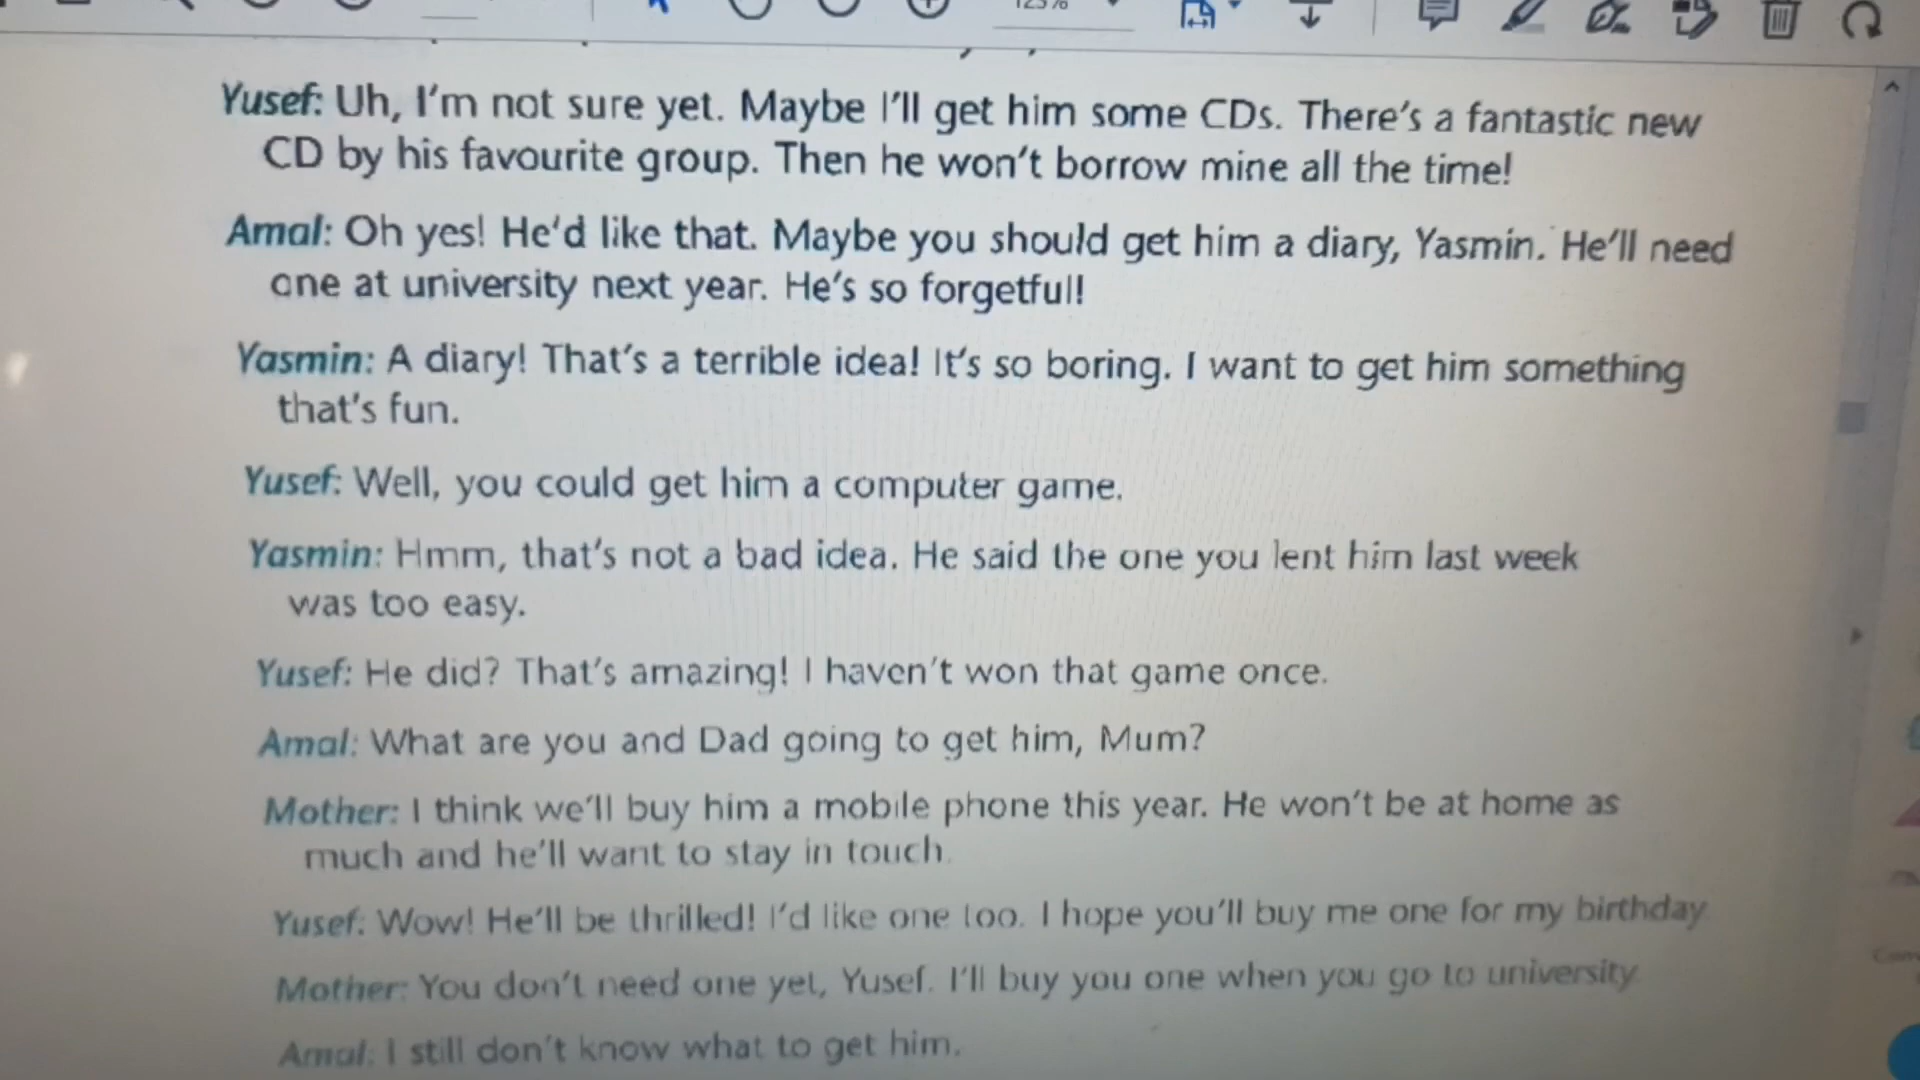 125%
Yusef: Uh, I'm not sure yet. Maybe I'll get him some CDs. There's a fantastic new
CD by his favourite group. Then he won't borrow mine all the time!
Amal: Oh yes! He'd like that. Maybe you should get him a diary, Yasmin. He'll need
one at university next year. He's so forgetful!
Yasmin: A diary! That's a terrible idea! It's so boring. I want to get him something
that's fun.
Yusef: Well, you could get him a computer game.
Yasmin: Hmm, that's not a bad idea. He said the one you lent him last week
was too easy.
Yusef: He did? That's amazing! I haven't won that game once.
Amal: What are you and Dad going to get him, Mum?
Mother: I think we'll buy him a mobile phone this year. He won't be at home as
much and he'll want to stay in touch.
Yusef: Wow! He'll be thrilled! I'd like one too. I hope you'll buy me one for my birthday.
Mother: You don't need one yet, Yusef. I'll buy you one when you go to university.
Amal: I still don't know what to get him.